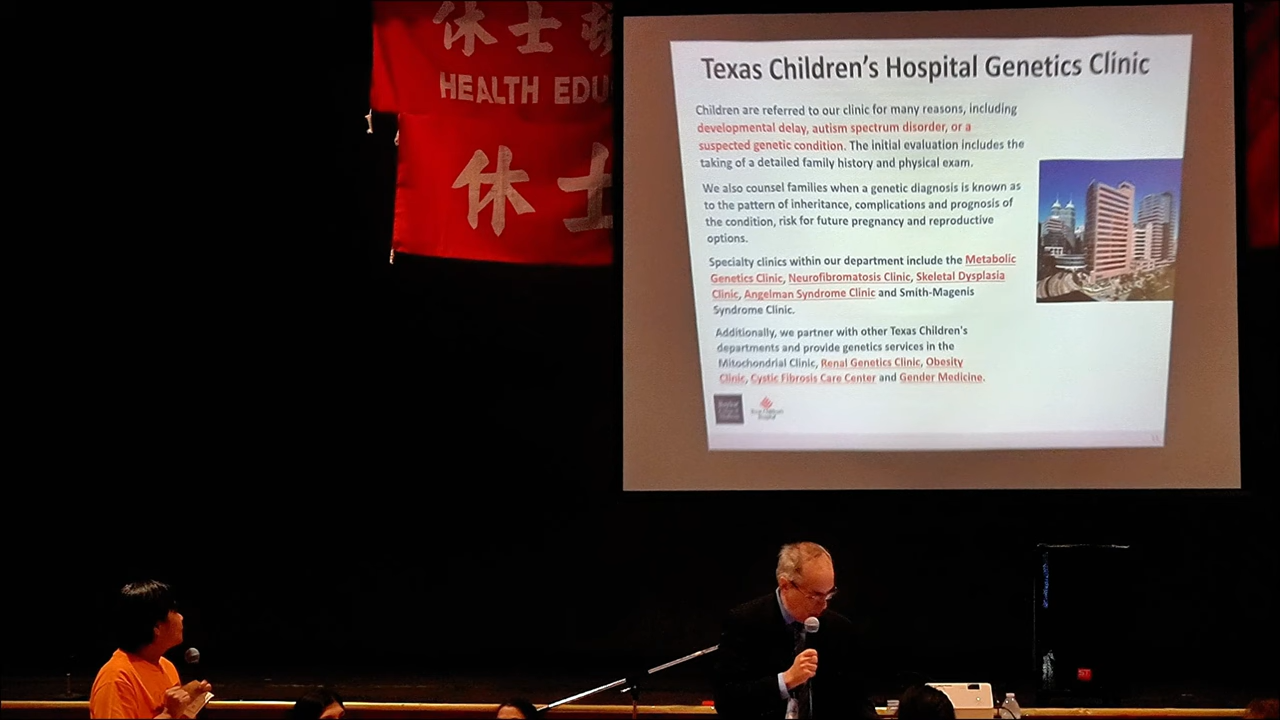 休士頓
HEALTH EDU
休士
Texas Children's Hospital Genetics Clinic
Children are referred to our clinic for many reasons, including
developmental delay, autism spectrum disorder, or a
suspected genetic condition. The initial evaluation includes the
taking of a detailed family history and physical exam.
We also counsel families when a genetic diagnosis is known as
to the pattern of inheritance, complications and prognosis of
the condition, risk for future pregnancy and reproductive
options.
Specialty clinics within our department include the Metabolic
Genetics Clinic, Neurofibromatosis Clinic, Skeletal Dysplasia
Clinic, Angelman Syndrome Clinic and Smith-Magenis
Syndrome Clinic.
Additionally, we partner with other Texas Children's
departments and provide genetics services in the
Mitochondrial Clinic, Renal Genetics Clinic, Obesity
Clinic, Cystic Fibrosis Care Center and Gender Medicine.